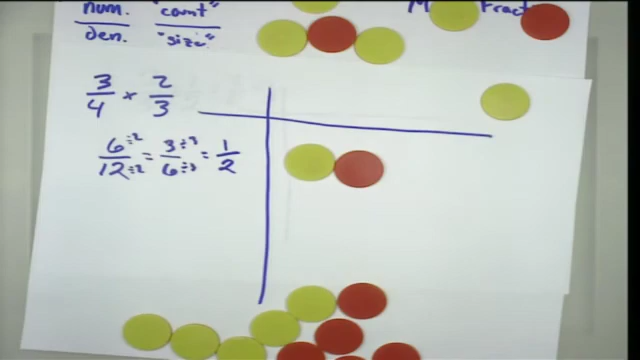 num. "count"
den. "size"
M Fract
3/4 × 2/3
6÷2/12÷2 = 3÷3/6÷3 = 1/2